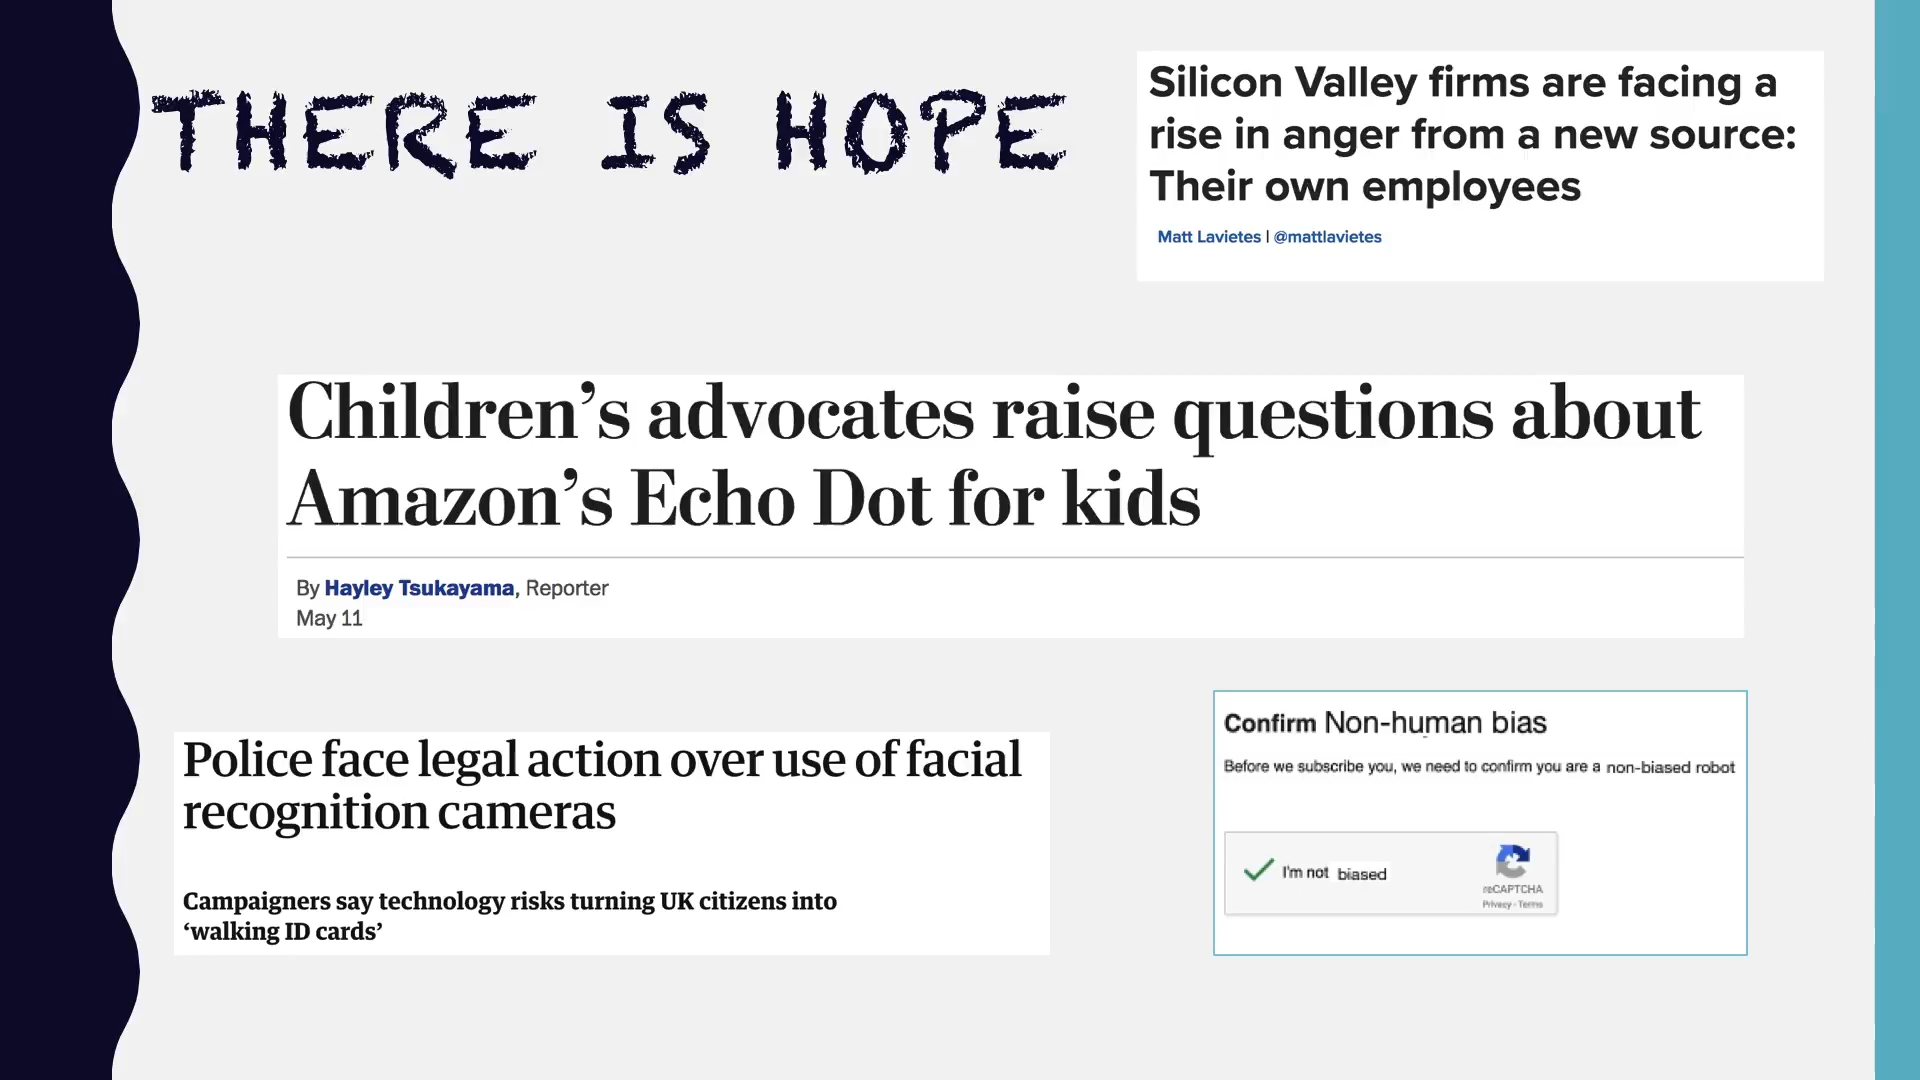 THERE IS HOPE
Silicon Valley firms are facing a
rise in anger from a new source:
Their own employees
Matt Lavietes | @mattlavietes
Children’s advocates raise questions about
Amazon’s Echo Dot for kids
By Hayley Tsukayama, Reporter
May 11
Police face legal action over use of facial
recognition cameras
Campaigners say technology risks turning UK citizens into
‘walking ID cards’
Confirm Non-human bias
Before we subscribe you, we need to confirm you are a non-biased robot
I'm not biased
reCAPTCHA
Privacy - Terms